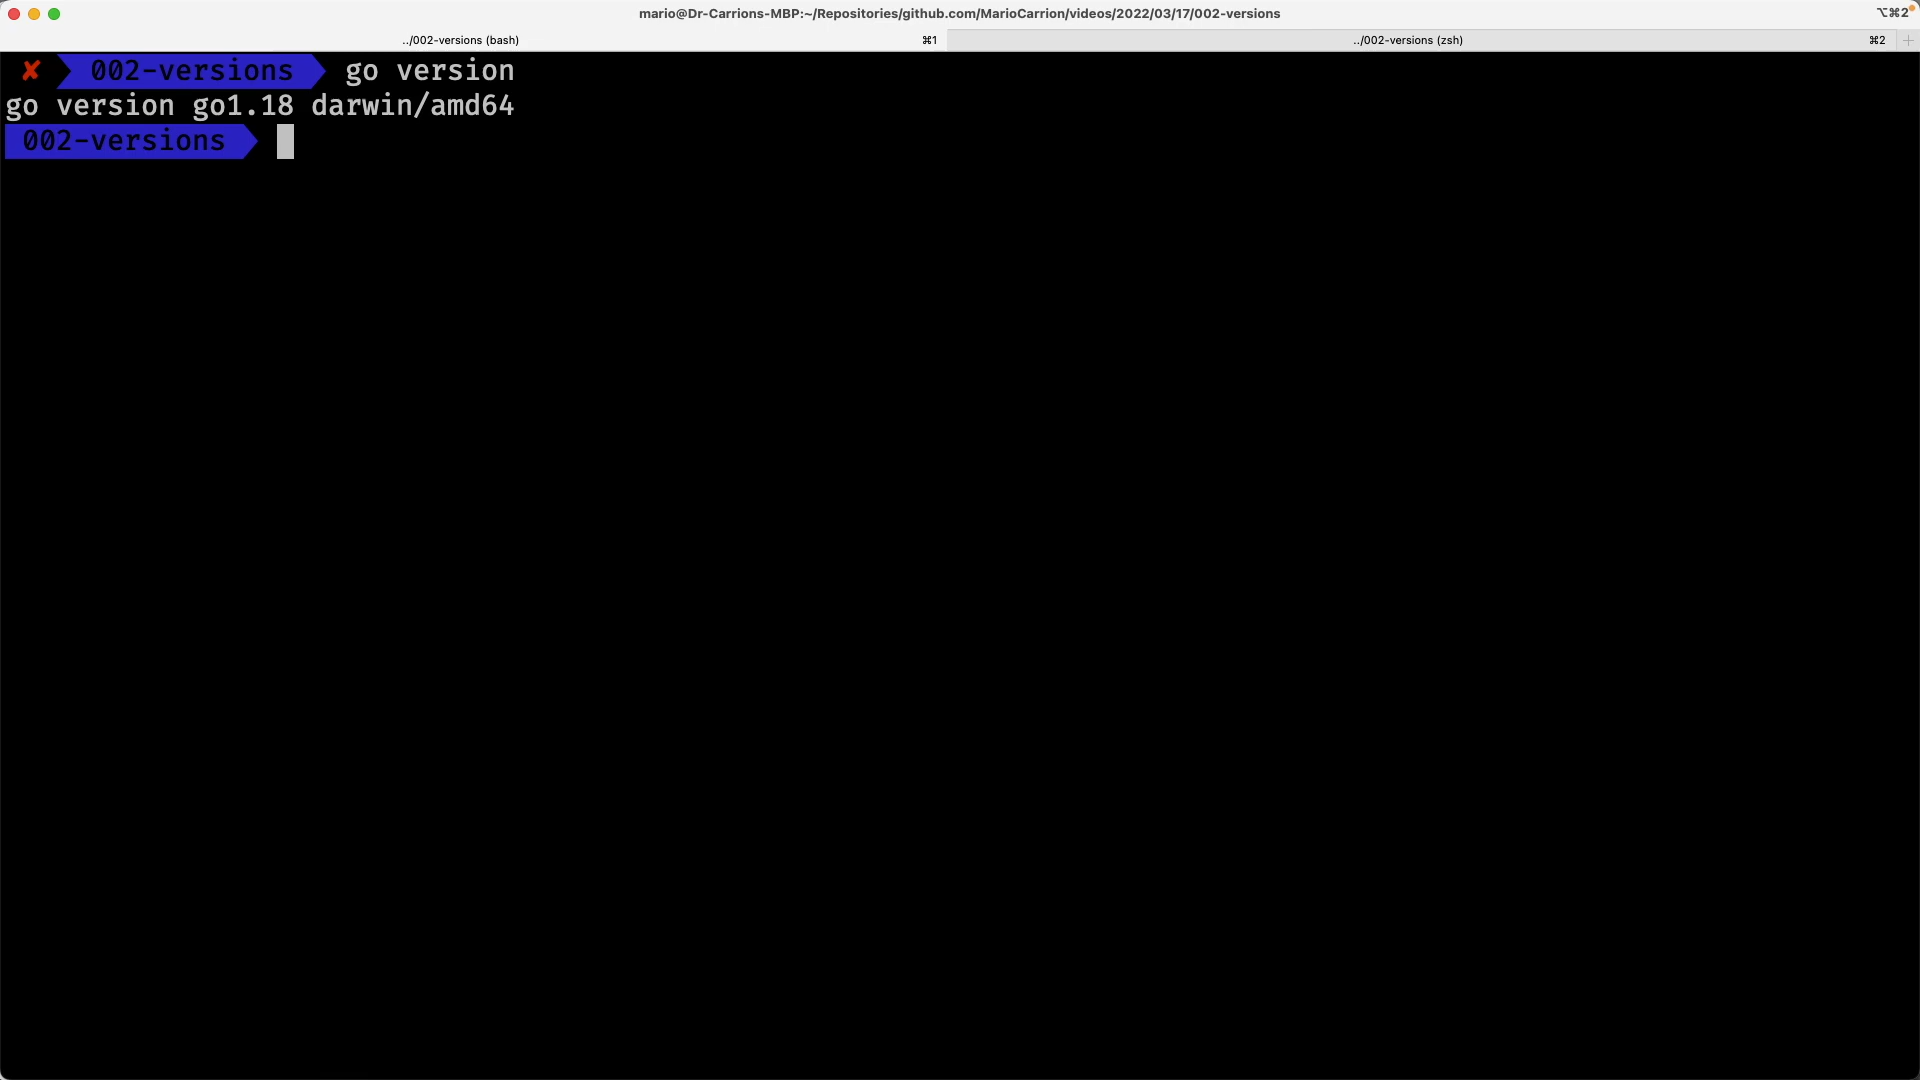 mario@Dr-Carrions-MBP:~/Repositories/github.com/MarioCarrion/videos/2022/03/17/002-versions
⌥⌘2
../002-versions (bash) ⌘1
../002-versions (zsh) ⌘2
✘ 002-versions go version
go version go1.18 darwin/amd64
002-versions